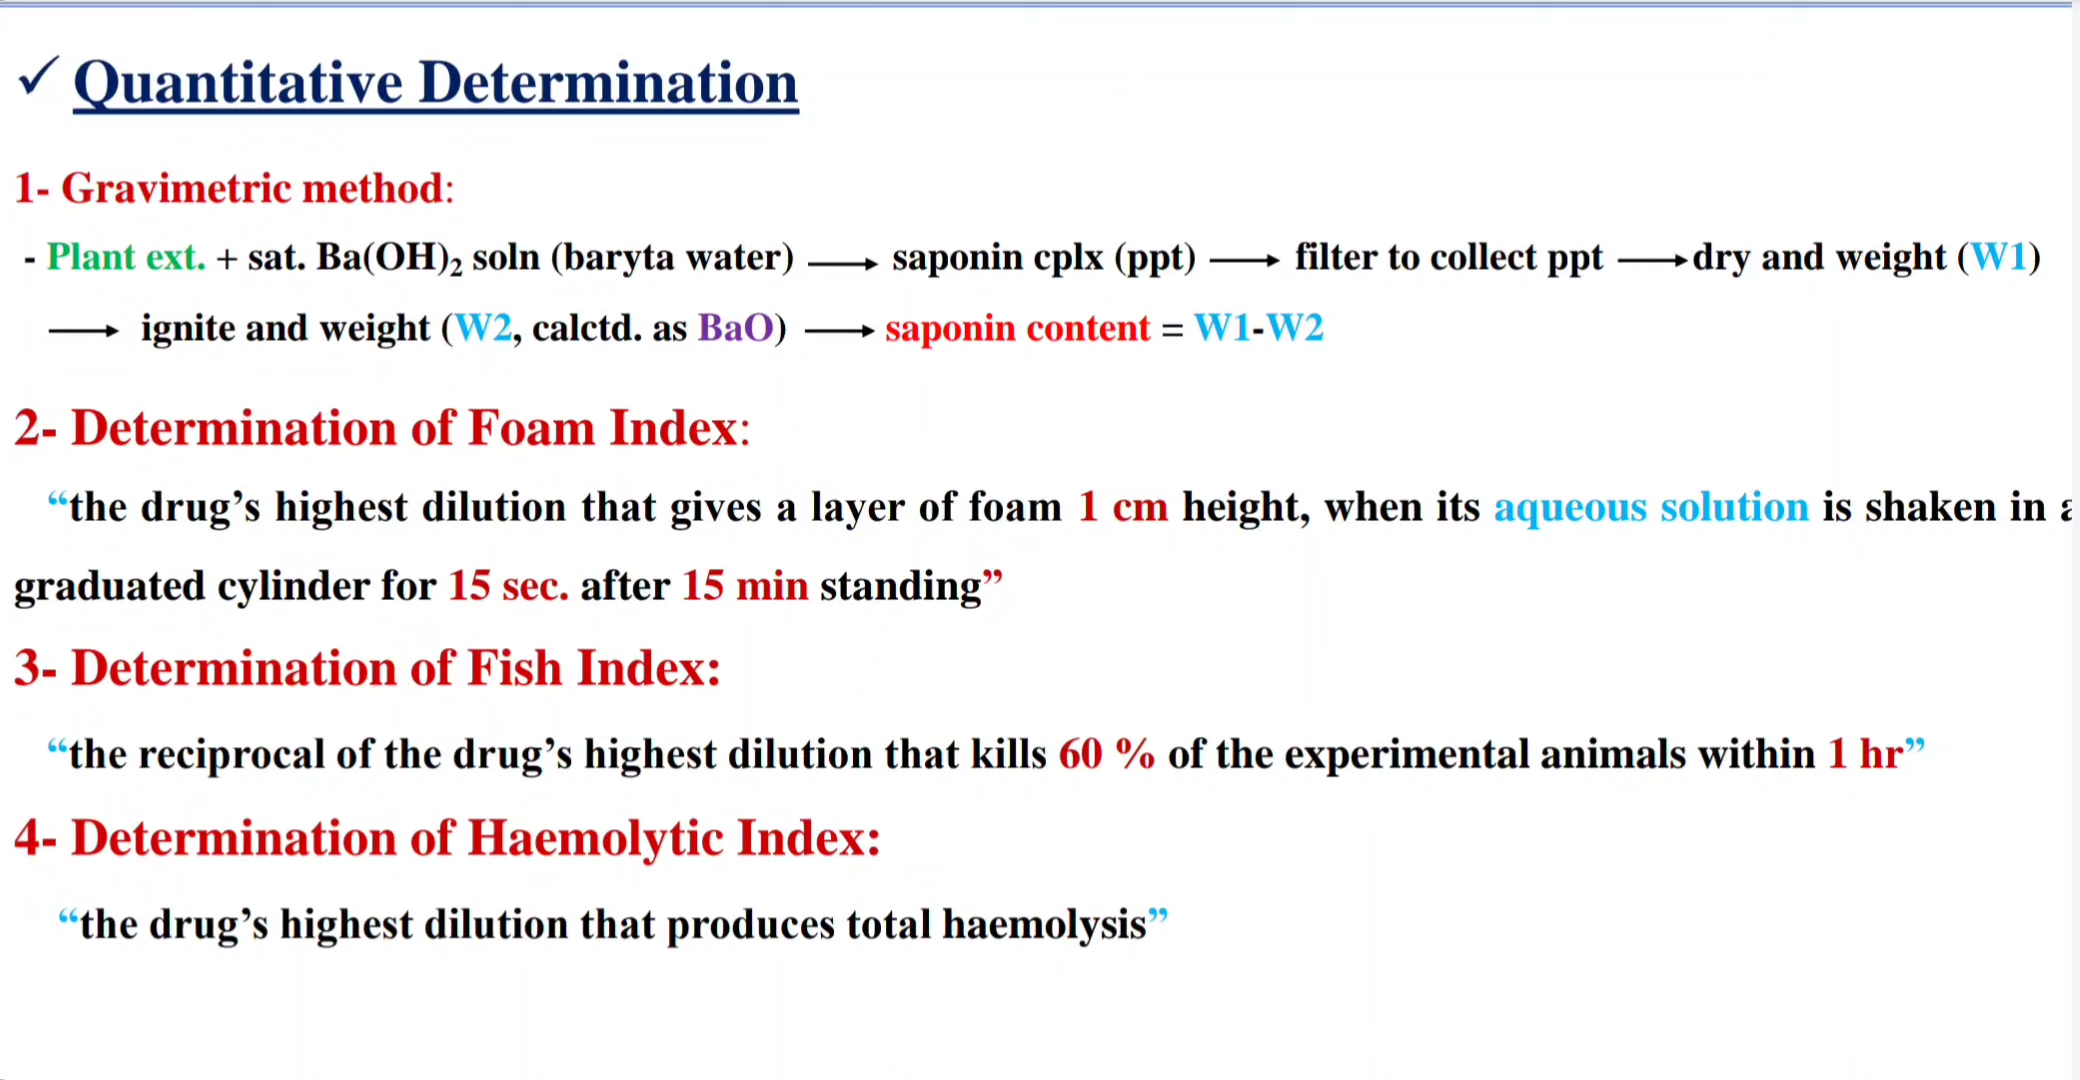 ✓ Quantitative Determination
1- Gravimetric method:
- Plant ext. + sat. Ba(OH)₂ soln (baryta water) ⟶ saponin cplx (ppt) ⟶ filter to collect ppt ⟶ dry and weight (W1)
⟶ ignite and weight (W2, calctd. as BaO) ⟶ saponin content = W1-W2
2- Determination of Foam Index:
“the drug’s highest dilution that gives a layer of foam 1 cm height, when its aqueous solution is shaken in a
graduated cylinder for 15 sec. after 15 min standing”
3- Determination of Fish Index:
“the reciprocal of the drug’s highest dilution that kills 60 % of the experimental animals within 1 hr”
4- Determination of Haemolytic Index:
“the drug’s highest dilution that produces total haemolysis”